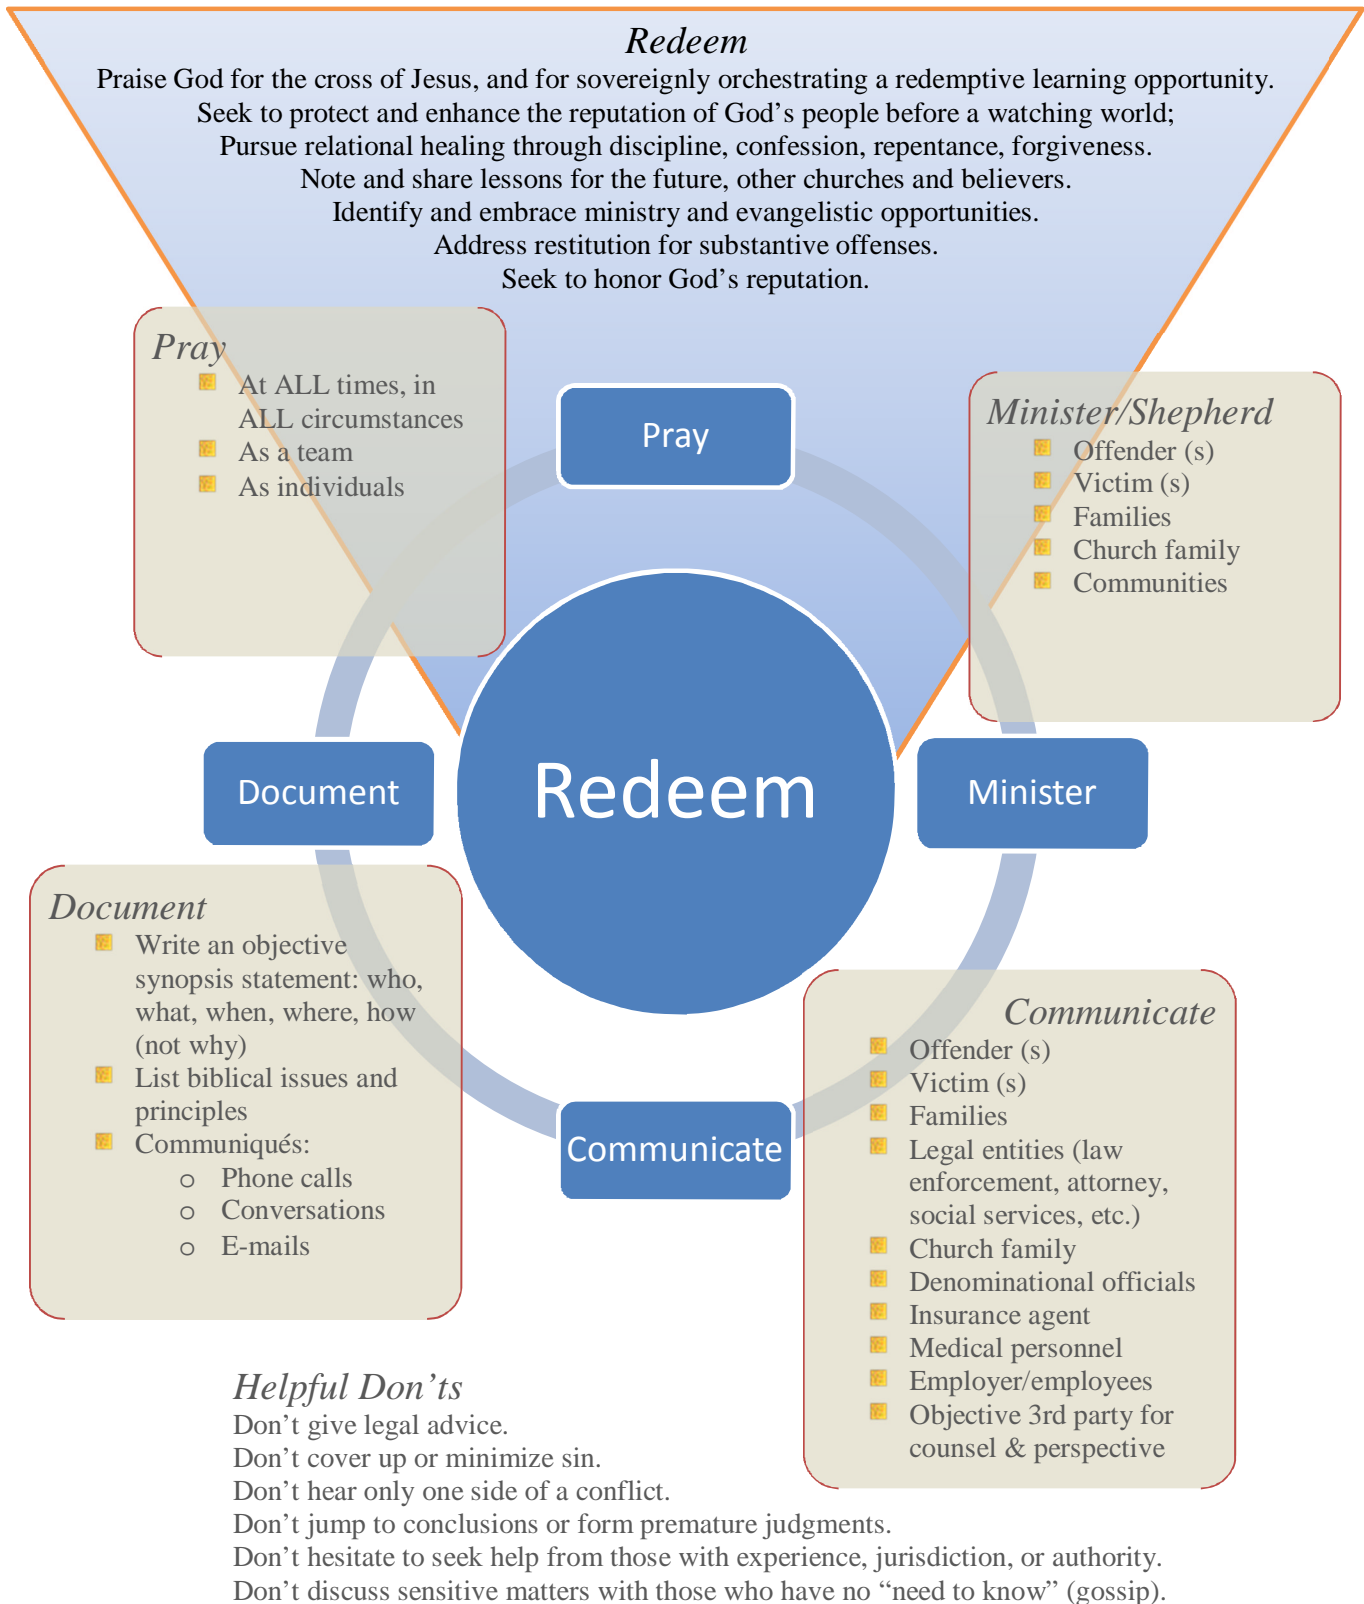 Redeem
Praise God for the cross of Jesus, and for sovereignly orchestrating a redemptive learning opportunity.
Seek to protect and enhance the reputation of God’s people before a watching world;
Pursue relational healing through discipline, confession, repentance, forgiveness.
Note and share lessons for the future, other churches and believers.
Identify and embrace ministry and evangelistic opportunities.
Address restitution for substantive offenses.
Seek to honor God’s reputation.
Pray
At ALL times, in
ALL circumstances
As a team
As individuals
Pray
Minister/Shepherd
Offender (s)
Victim (s)
Families
Church family
Communities
Document
Redeem
Minister
Document
Write an objective
synopsis statement: who,
what, when, where, how
(not why)
List biblical issues and
principles
Communiqués:
o Phone calls
o Conversations
o E-mails
Communicate
Communicate
Offender (s)
Victim (s)
Families
Legal entities (law
enforcement, attorney,
social services, etc.)
Church family
Denominational officials
Insurance agent
Medical personnel
Employer/employees
Objective 3rd party for
counsel & perspective
Helpful Don’ts
Don’t give legal advice.
Don’t cover up or minimize sin.
Don’t hear only one side of a conflict.
Don’t jump to conclusions or form premature judgments.
Don’t hesitate to seek help from those with experience, jurisdiction, or authority.
Don’t discuss sensitive matters with those who have no “need to know” (gossip).